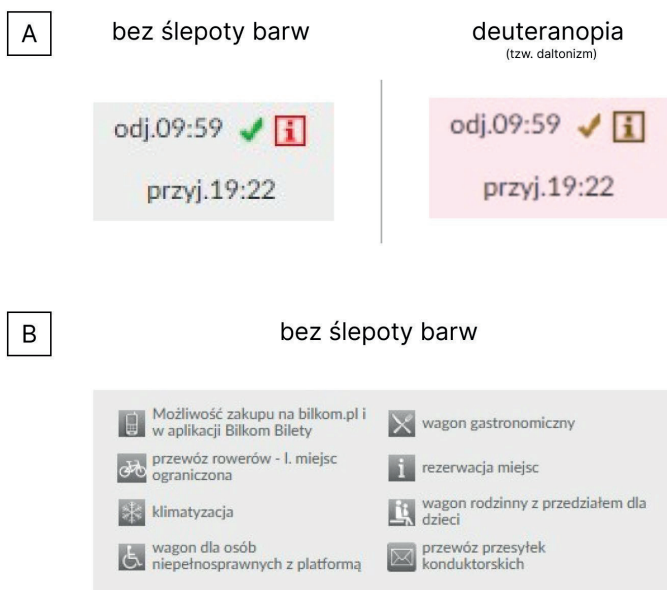 A
bez ślepoty barw
deuteranopia
(tzw. daltonizm)
odj.09:59
przyj.19:22
odj.09:59
przyj.19:22
B
bez ślepoty barw
Możliwość zakupu na bilkom.pl i
w aplikacji Bilkom Bilety
przewóz rowerów - l. miejsc
ograniczona
klimatyzacja
wagon dla osób
niepełnosprawnych z platformą
wagon gastronomiczny
rezerwacja miejsc
wagon rodzinny z przedziałem dla
dzieci
przewóz przesyłek
konduktorskich